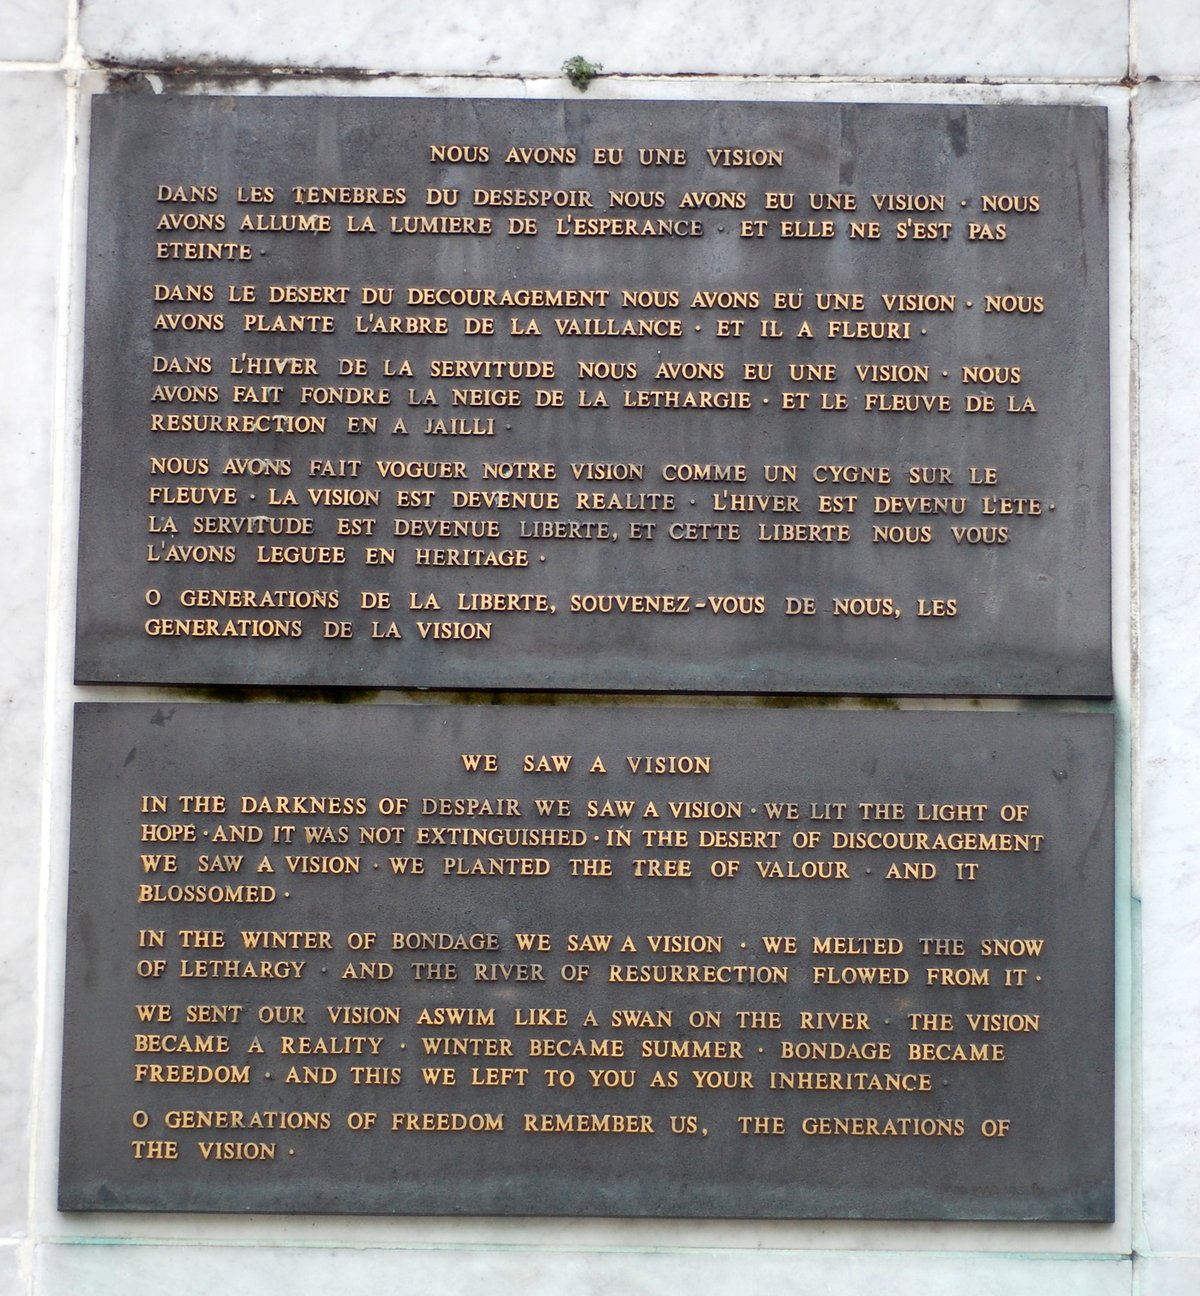 NOUS AVONS EU UNE VISION
DANS LES TENEBRES DU DESESPOIR NOUS AVONS EU UNE VISION · NOUS
AVONS ALLUME LA LUMIERE DE L'ESPERANCE · ET ELLE NE S'EST PAS
ETEINTE ·
DANS LE DESERT DU DECOURAGEMENT NOUS AVONS EU UNE VISION · NOUS
AVONS PLANTE L'ARBRE DE LA VAILLANCE · ET IL A FLEURI ·
DANS L'HIVER DE LA SERVITUDE NOUS AVONS EU UNE VISION · NOUS
AVONS FAIT FONDRE LA NEIGE DE LA LETHARGIE · ET LE FLEUVE DE LA
RESURRECTION EN A JAILLI ·
NOUS AVONS FAIT VOGUER NOTRE VISION COMME UN CYGNE SUR LE
FLEUVE · LA VISION EST DEVENUE REALITE · L'HIVER EST DEVENU L'ETE ·
LA SERVITUDE EST DEVENUE LIBERTE, ET CETTE LIBERTE NOUS VOUS
L'AVONS LEGUEE EN HERITAGE ·
O GENERATIONS DE LA LIBERTE, SOUVENEZ-VOUS DE NOUS, LES
GENERATIONS DE LA VISION
WE SAW A VISION
IN THE DARKNESS OF DESPAIR WE SAW A VISION · WE LIT THE LIGHT OF
HOPE · AND IT WAS NOT EXTINGUISHED · IN THE DESERT OF DISCOURAGEMENT
WE SAW A VISION · WE PLANTED THE TREE OF VALOUR · AND IT
BLOSSOMED ·
IN THE WINTER OF BONDAGE WE SAW A VISION · WE MELTED THE SNOW
OF LETHARGY · AND THE RIVER OF RESURRECTION FLOWED FROM IT ·
WE SENT OUR VISION ASWIM LIKE A SWAN ON THE RIVER · THE VISION
BECAME A REALITY · WINTER BECAME SUMMER · BONDAGE BECAME
FREEDOM · AND THIS WE LEFT TO YOU AS YOUR INHERITANCE ·
O GENERATIONS OF FREEDOM REMEMBER US, THE GENERATIONS OF
THE VISION ·